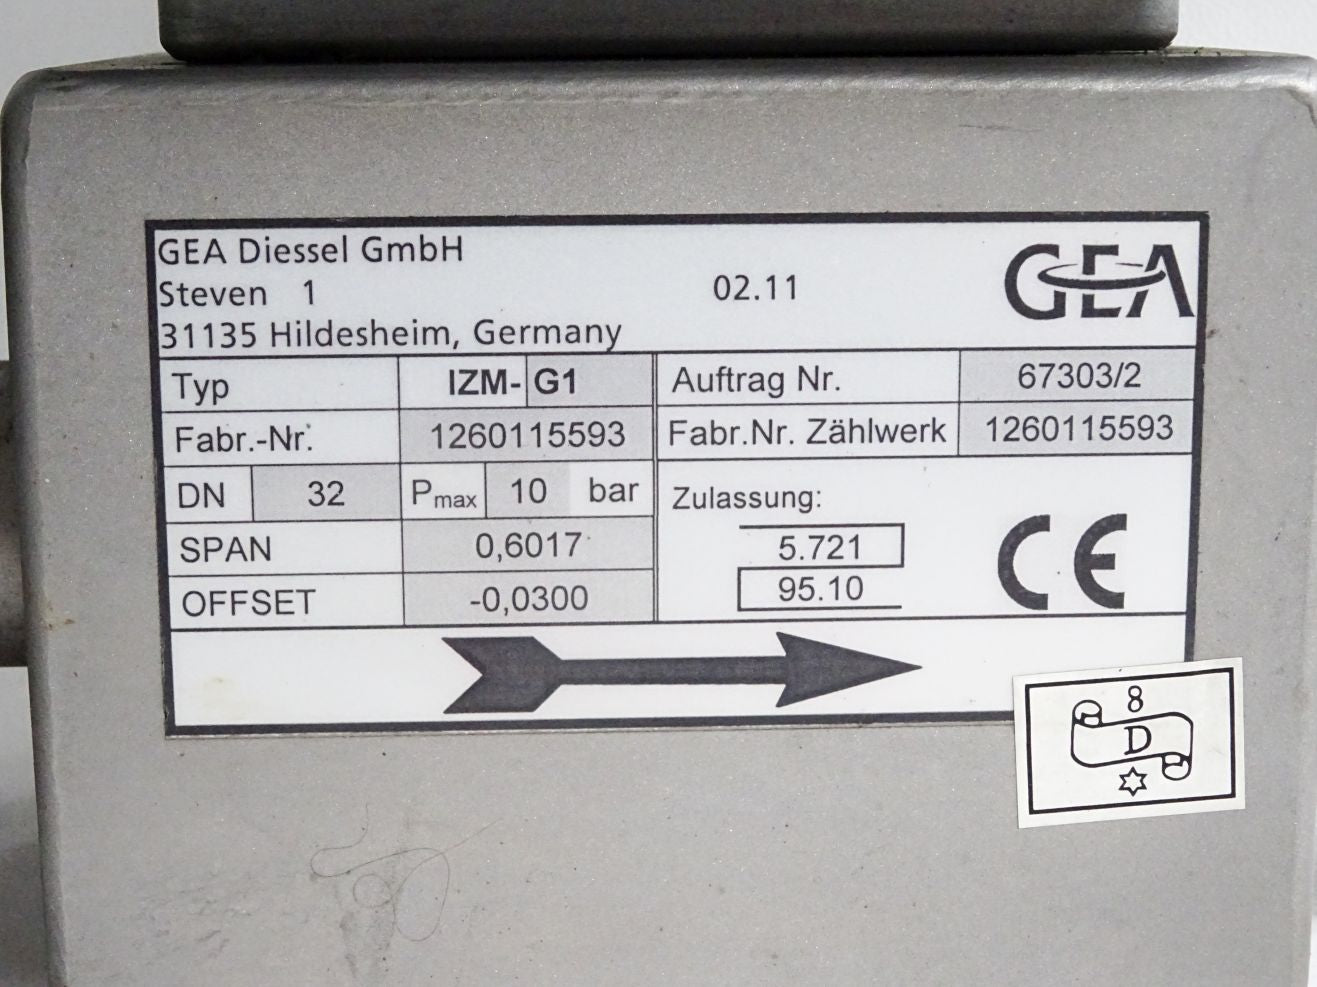 GEA Diessel GmbH
Steven 1
02.11
GEA
31135 Hildesheim, Germany
Typ IZM- G1 Auftrag Nr. 67303/2
Fabr.-Nr. 1260115593 Fabr.Nr. Zählwerk 1260115593
DN 32 Pmax 10 bar Zulassung:
SPAN 0,6017 5.721 CE
OFFSET -0,0300 95.10
8
D